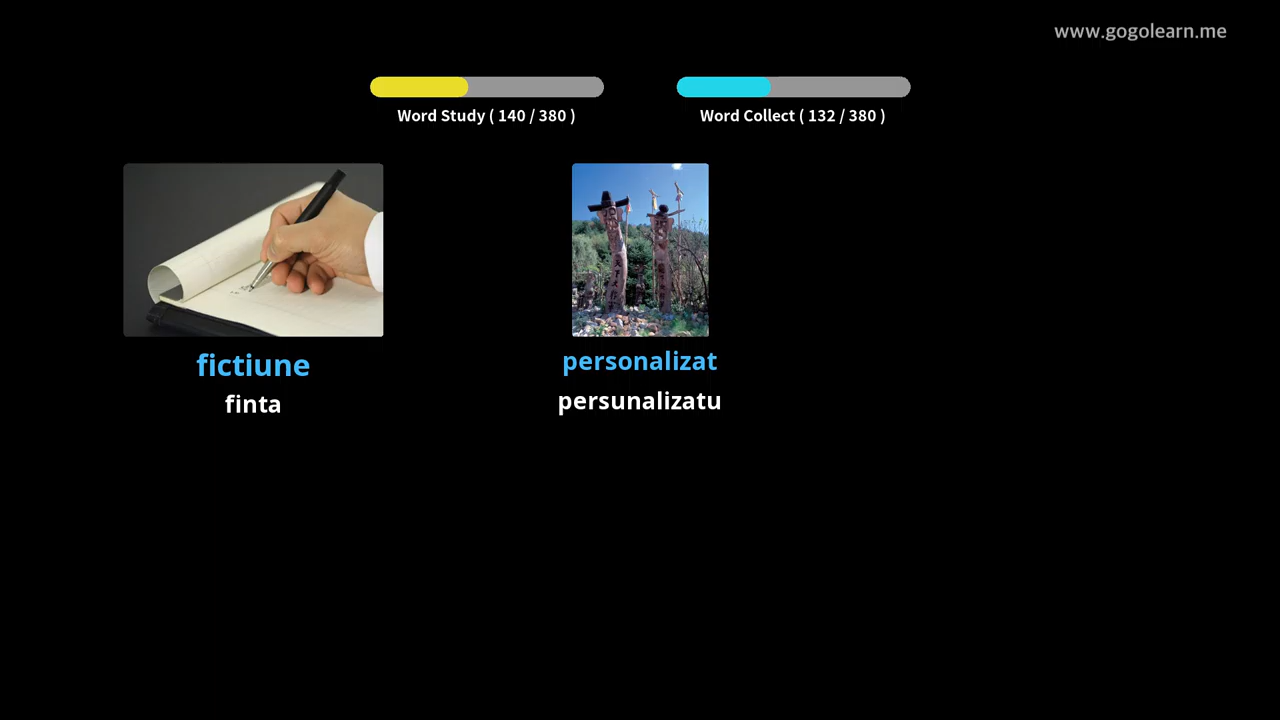 www.gogolearn.me
Word Study ( 140 / 380 )
Word Collect ( 132 / 380 )
fictiune
finta
personalizat
persunalizatu